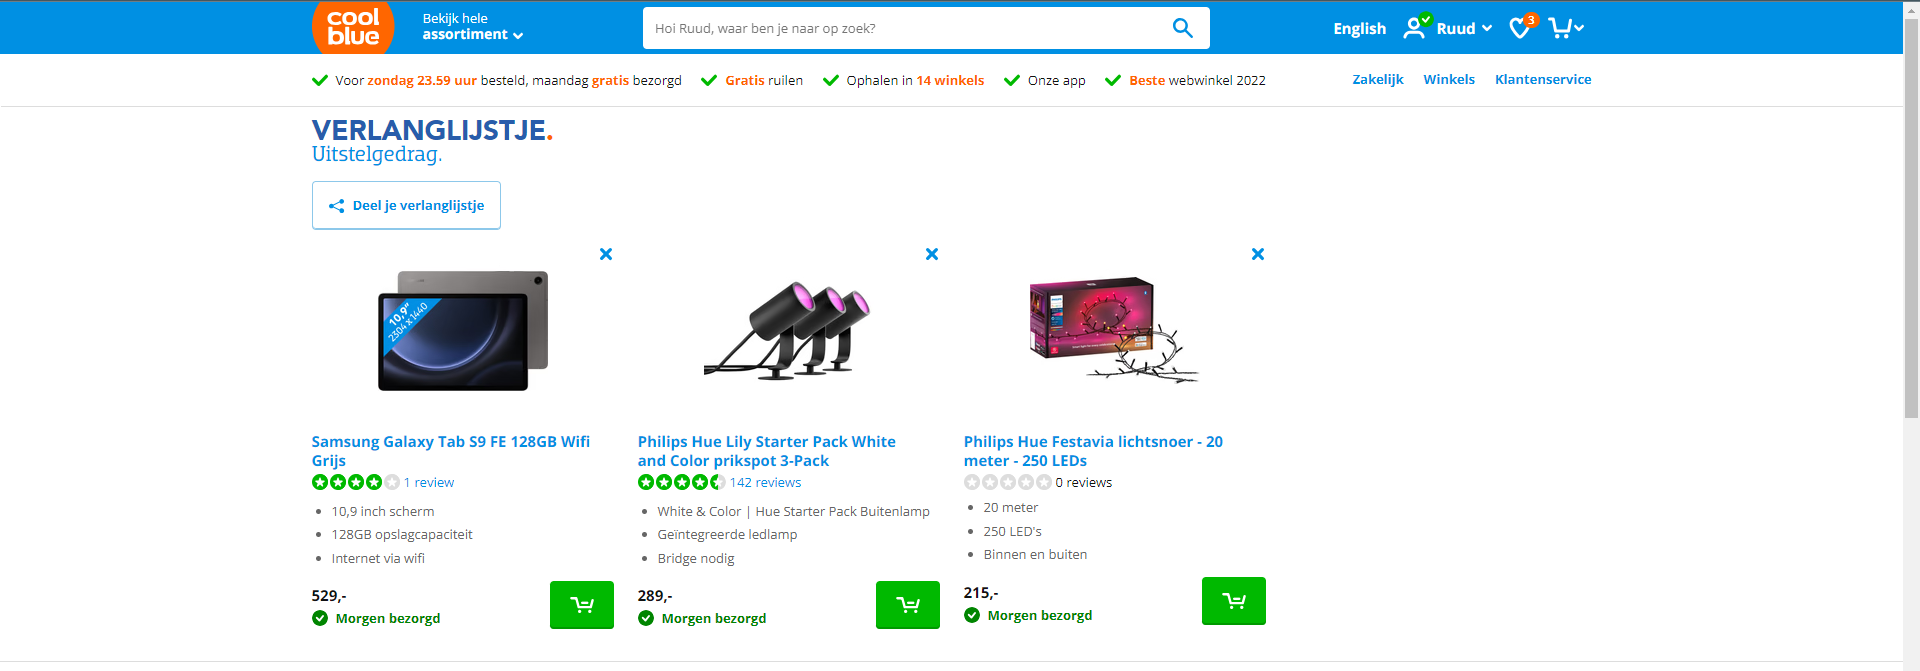 cool
blue
Bekijk hele
assortiment
Hoi Ruud, waar ben je naar op zoek?
English
Ruud
3
Voor zondag 23.59 uur besteld, maandag gratis bezorgd
Gratis ruilen
Ophalen in 14 winkels
Onze app
Beste webwinkel 2022
Zakelijk
Winkels
Klantenservice
VERLANGLIJSTJE.
Uitstelgedrag.
Deel je verlanglijstje
10,9"
2304 x 1440
Samsung Galaxy Tab S9 FE 128GB Wifi
Grijs
1 review
10,9 inch scherm
128GB opslagcapaciteit
Internet via wifi
529,-
Morgen bezorgd
Philips Hue Lily Starter Pack White
and Color prikspot 3-Pack
142 reviews
White & Color | Hue Starter Pack Buitenlamp
Geïntegreerde ledlamp
Bridge nodig
289,-
Morgen bezorgd
Philips Hue Festavia lichtsnoer - 20
meter - 250 LEDs
0 reviews
20 meter
250 LED's
Binnen en buiten
215,-
Morgen bezorgd